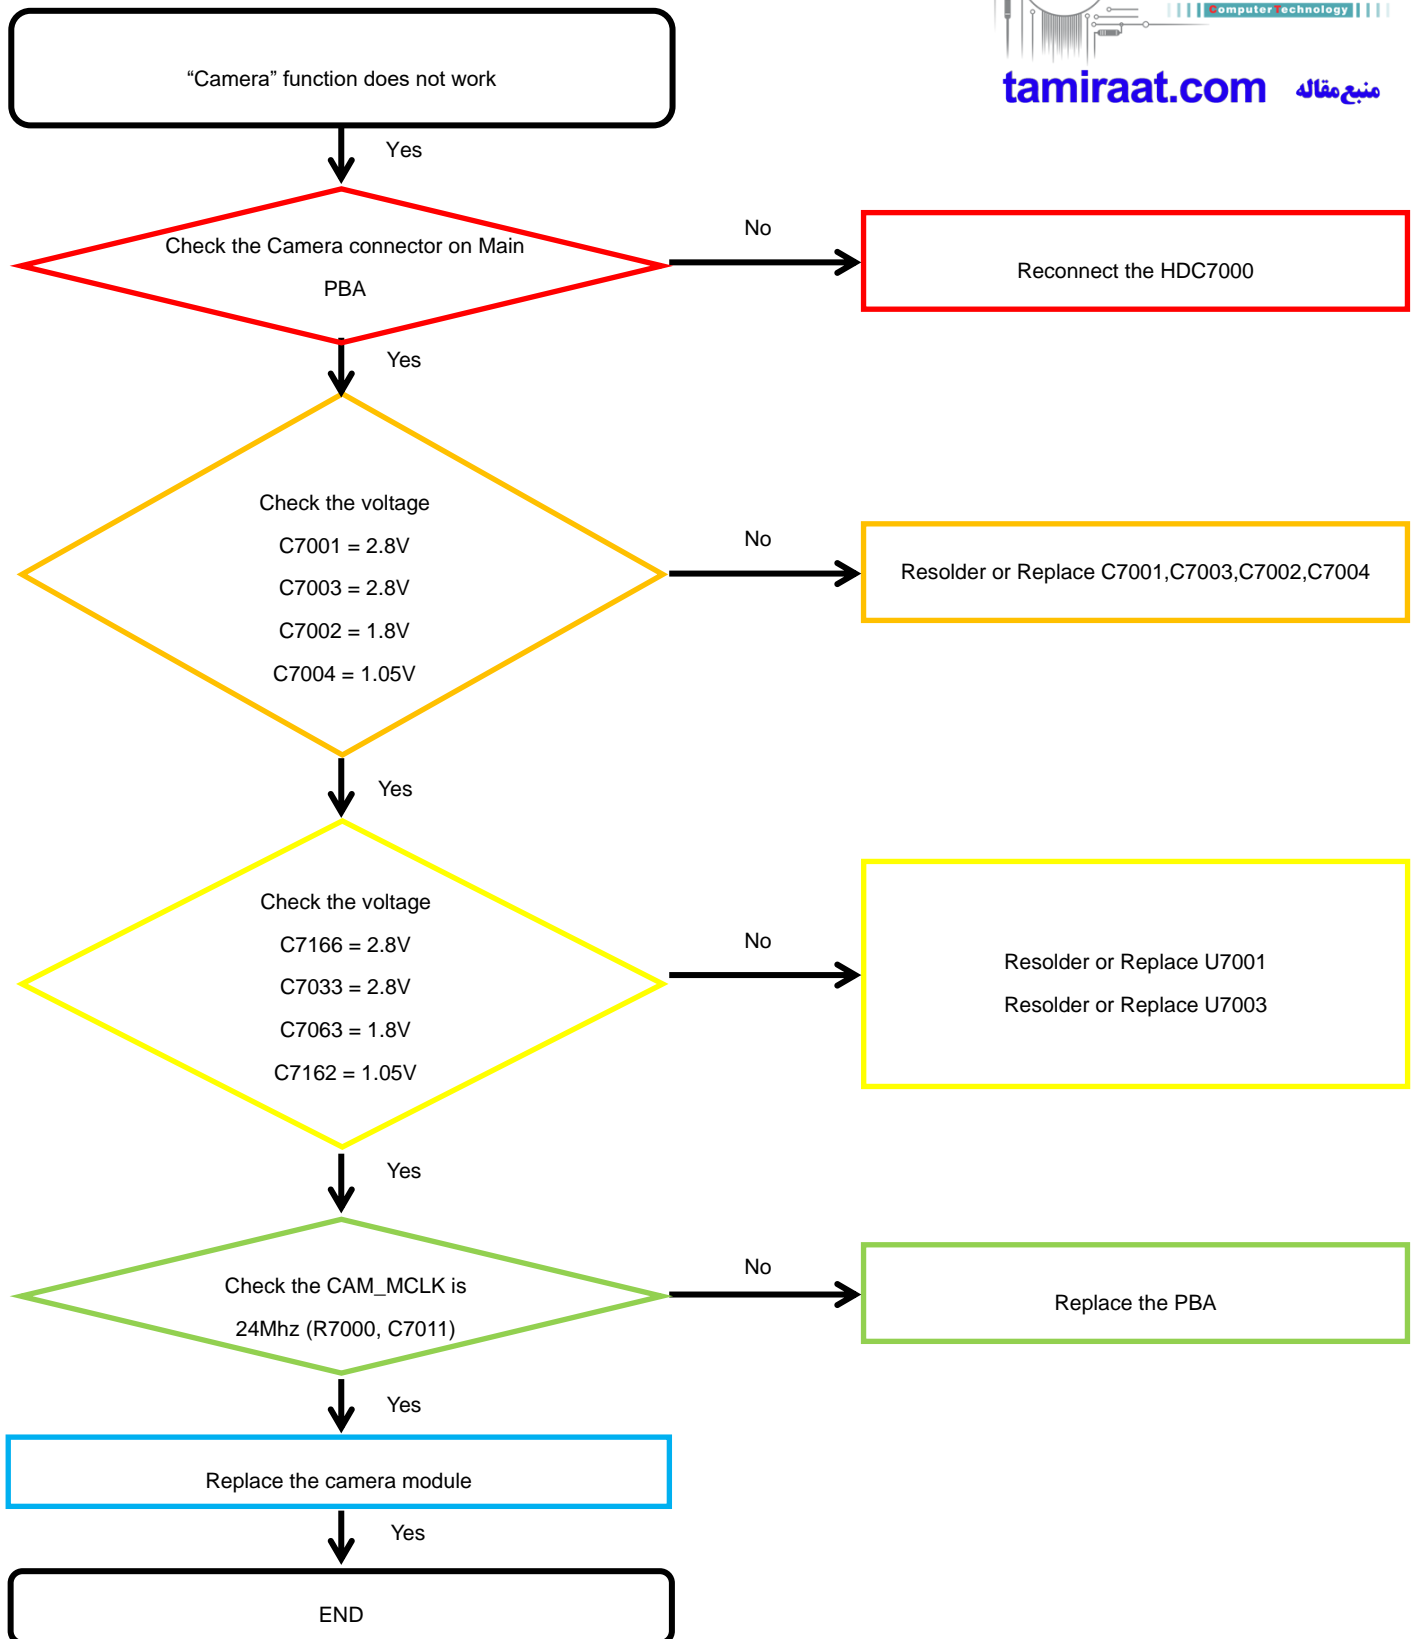 Computer Technology
tamiraat.com منبع مقاله
“Camera” function does not work
Yes
Check the Camera connector on Main
PBA
No
Reconnect the HDC7000
Yes
Check the voltage
C7001 = 2.8V
C7003 = 2.8V
C7002 = 1.8V
C7004 = 1.05V
No
Resolder or Replace C7001,C7003,C7002,C7004
Yes
Check the voltage
C7166 = 2.8V
C7033 = 2.8V
C7063 = 1.8V
C7162 = 1.05V
No
Resolder or Replace U7001
Resolder or Replace U7003
Yes
Check the CAM_MCLK is
24Mhz (R7000, C7011)
No
Replace the PBA
Yes
Replace the camera module
Yes
END